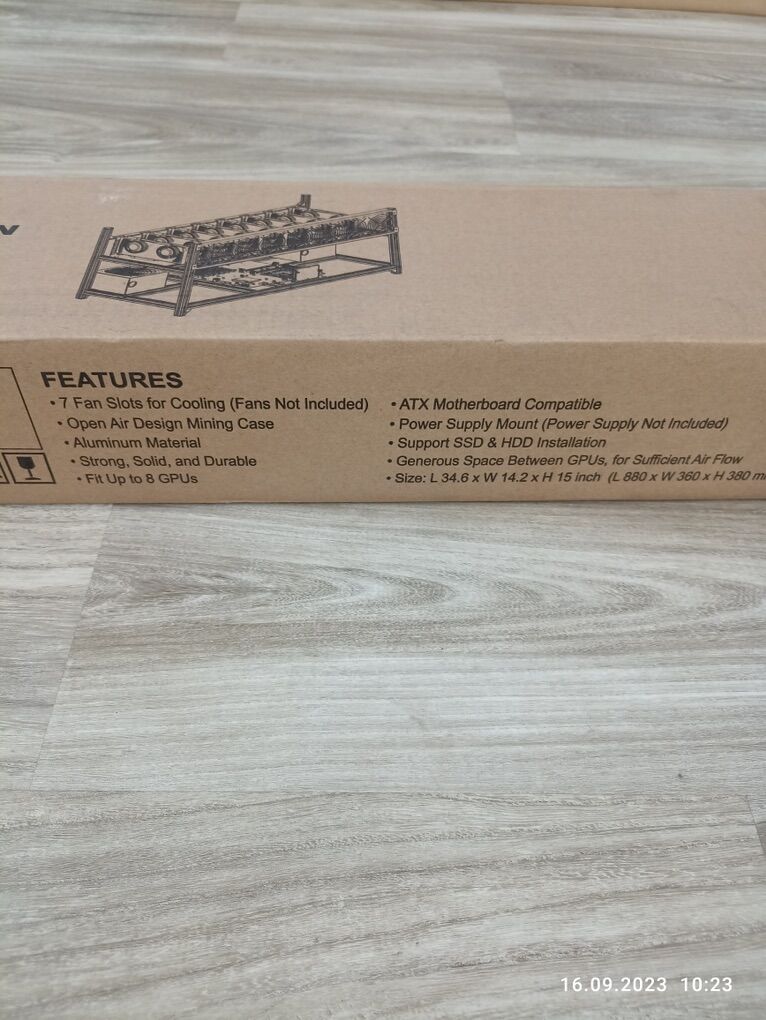 FEATURES
• 7 Fan Slots for Cooling (Fans Not Included)
• Open Air Design Mining Case
• Aluminum Material
• Strong, Solid, and Durable
• Fit Up to 8 GPUs
• ATX Motherboard Compatible
• Power Supply Mount (Power Supply Not Included)
• Support SSD & HDD Installation
• Generous Space Between GPUs, for Sufficient Air Flow
• Size: L 34.6 x W 14.2 x H 15 inch (L 880 x W 360 x H 380 m
16.09.2023 10:23